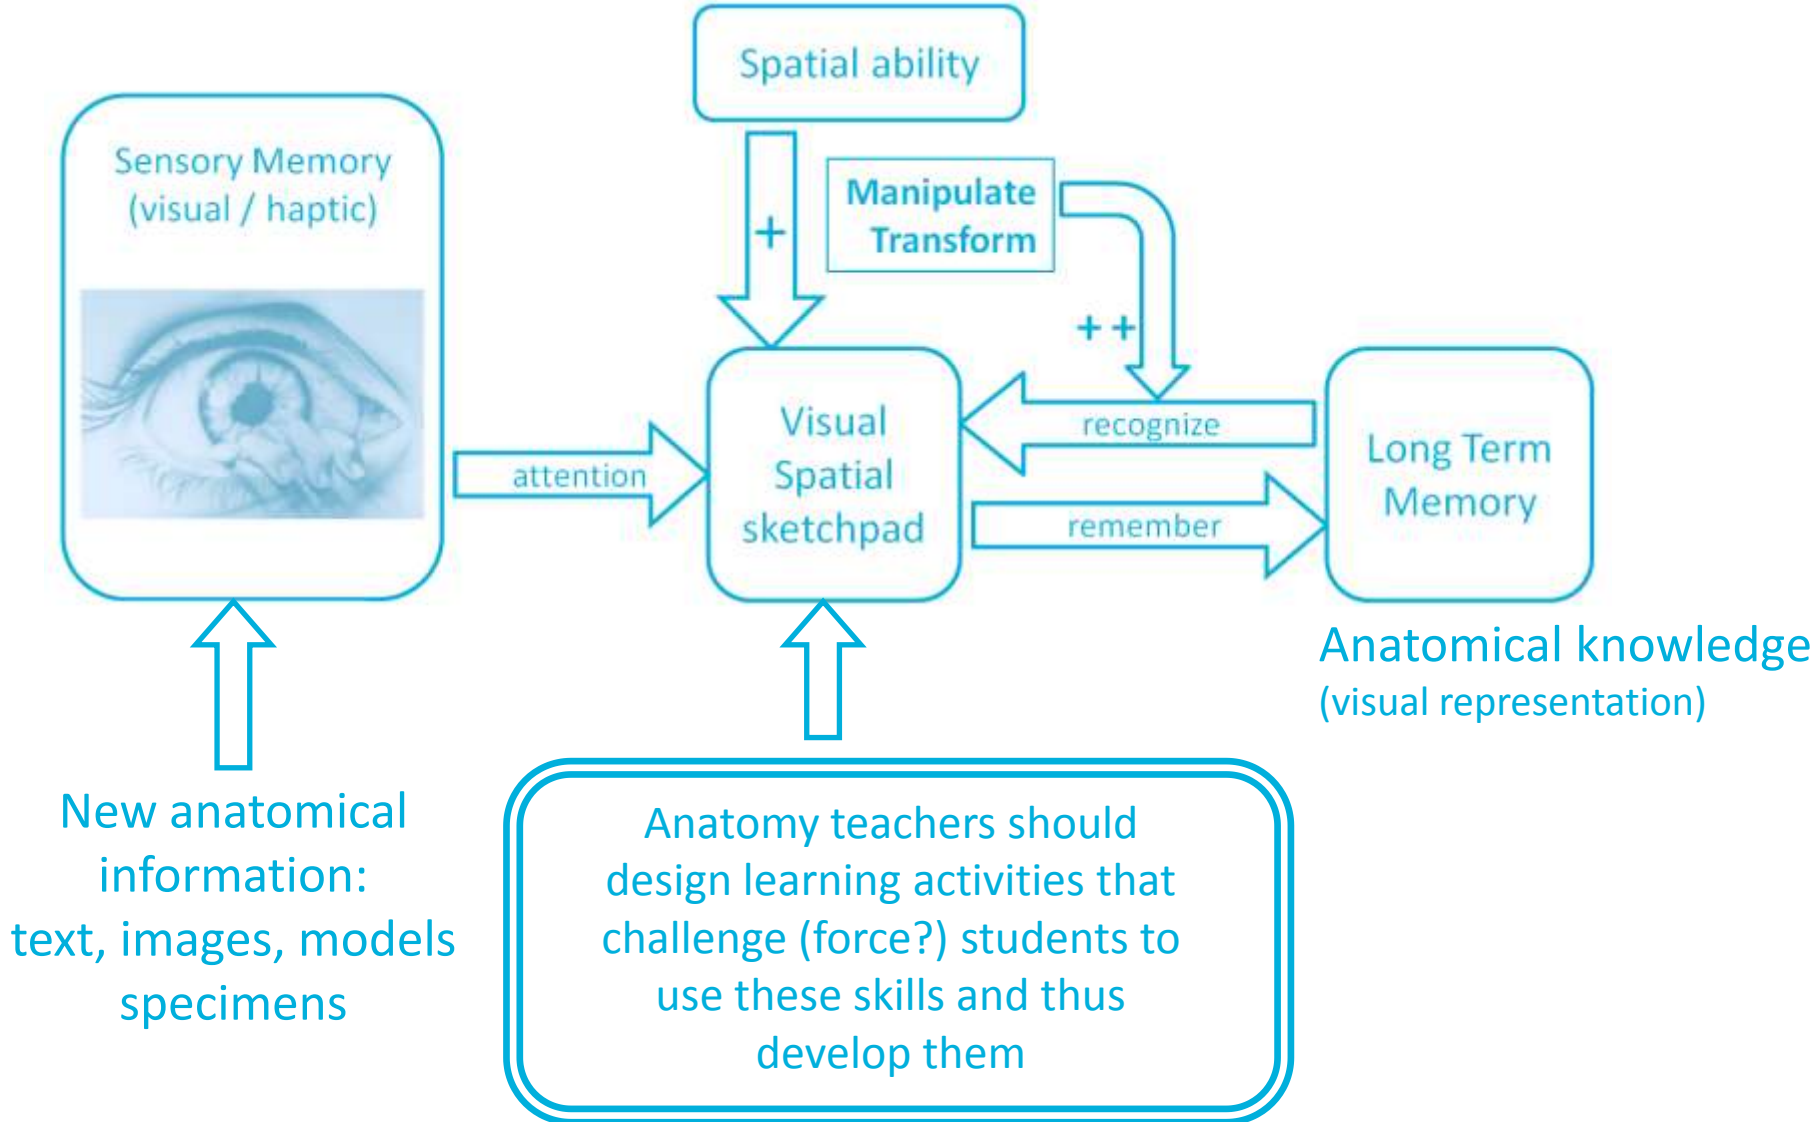 Spatial ability
Sensory Memory
(visual / haptic)
+
Manipulate
Transform
++
Visual
Spatial
sketchpad
attention
recognize
remember
Long Term
Memory
Anatomical knowledge
(visual representation)
New anatomical
information:
text, images, models
specimens
Anatomy teachers should
design learning activities that
challenge (force?) students to
use these skills and thus
develop them